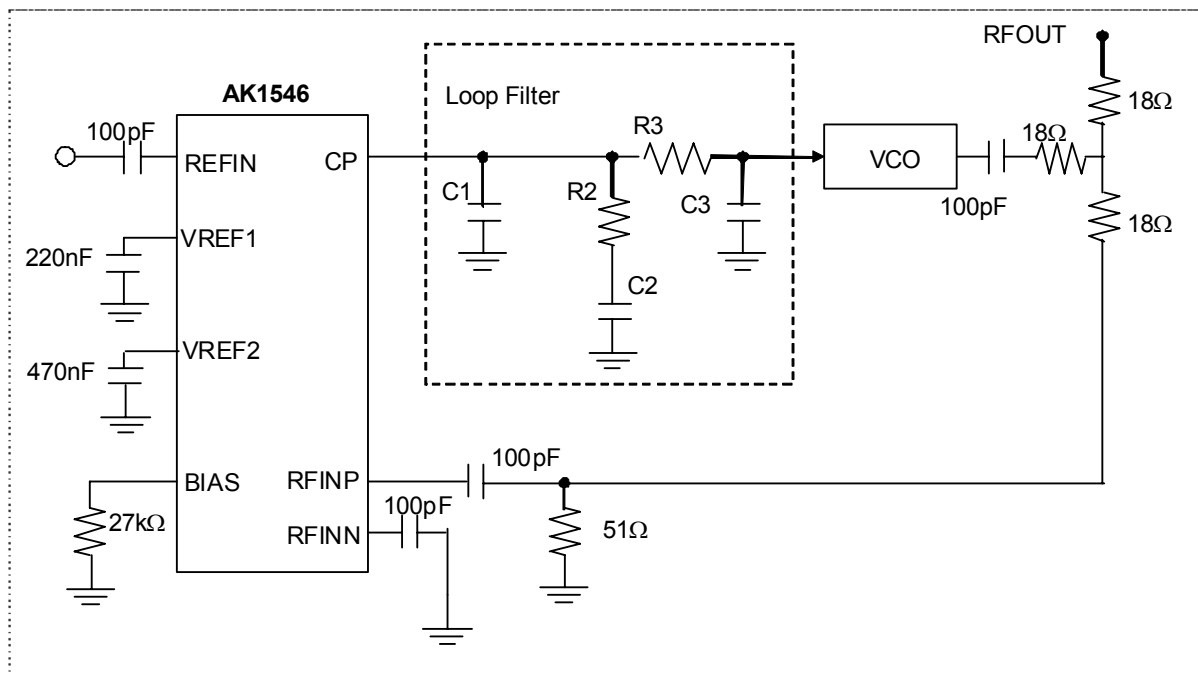 RFOUT
AK1546
Loop Filter
18Ω
100pF
R3
18Ω
REFIN
CP
VCO
C1
R2
C3
100pF
18Ω
VREF1
220nF
C2
VREF2
470nF
100pF
BIAS
RFINP
100pF
27kΩ
RFINN
51Ω